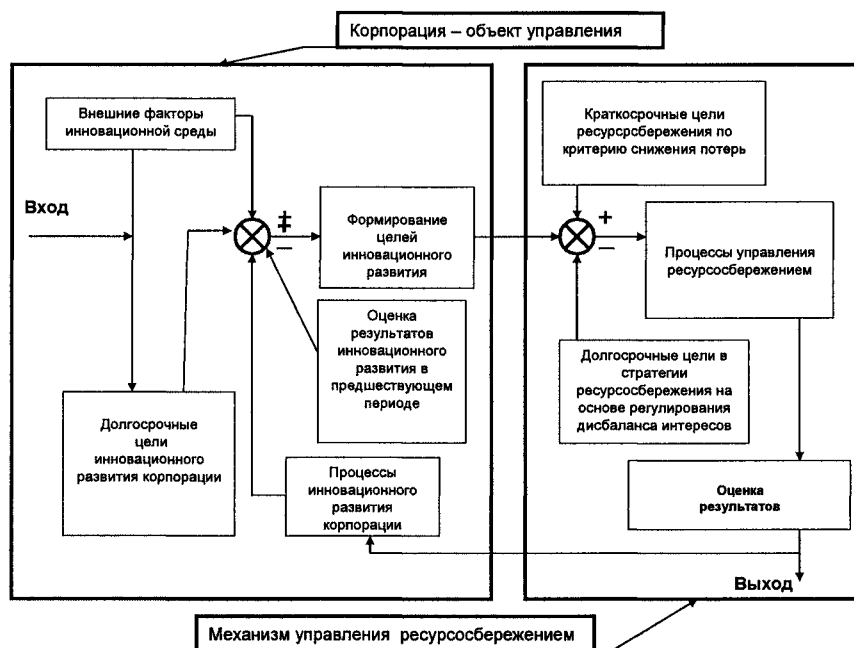 Корпорация – объект управления
Внешние факторы
инновационной среды
Вход
Долгосрочные
цели
инновационного
развития корпорации
+
+
–
Формирование
целей
инновационного
развития
Оценка
результатов
инновационного
развития в
предшествующем
периоде
Процессы
инновационного
развития
корпорации
Краткосрочные цели
ресурсрсбережения по
критерию снижения потерь
+
–
Процессы управления
ресурсосбережением
Долгосрочные цели в
стратегии
ресурсосбережения на
основе регулирования
дисбаланса интересов
Оценка
результатов
Выход
Механизм управления ресурсосбережением